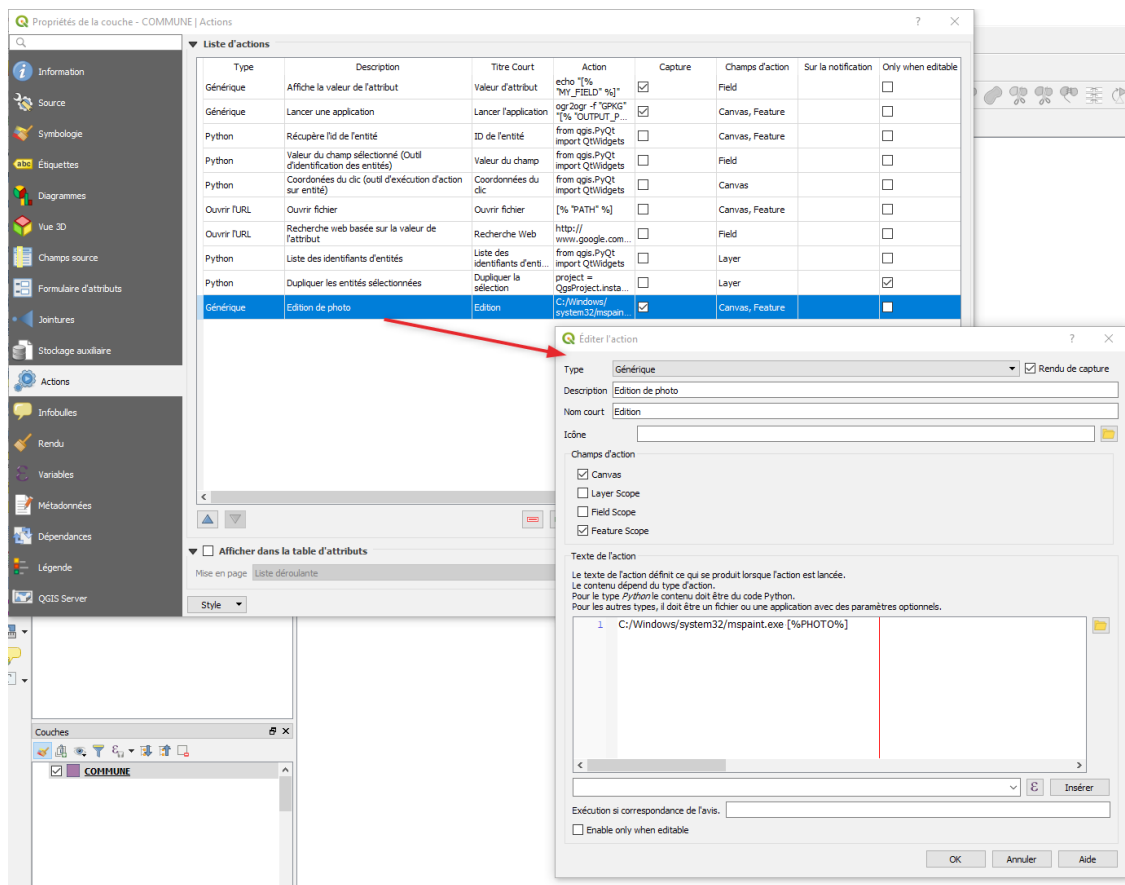 Propriétés de la couche - COMMUNE | Actions
Information
Source
Symbologie
abc Étiquettes
Diagrammes
Vue 3D
Champs source
Formulaire d'attributs
Jointures
Stockage auxiliaire
Actions
Infobulles
Rendu
Variables
Métadonnées
Dépendances
Légende
QGIS Server
Liste d'actions
Type Description Titre Court Action Capture Champs d'action Sur la notification Only when editable
Générique Affiche la valeur de l'attribut Valeur d'attribut echo "[% "MY_FIELD" %]" Field
Générique Lancer une application Lancer l'application ogr2ogr -f "GPKG" "[% "OUTPUT_P... Canvas, Feature
Python Récupère l'id de l'entité ID de l'entité from qgis.PyQt import QtWidgets Canvas, Feature
Python Valeur du champ sélectionné (Outil d'identification des entités) Valeur du champ from qgis.PyQt import QtWidgets Field
Python Coordonées du clic (outil d'exécution d'action sur entité) Coordonnées du clic from qgis.PyQt import QtWidgets Canvas
Ouvrir l'URL Ouvrir fichier Ouvrir fichier [% "PATH" %] Canvas, Feature
Ouvrir l'URL Recherche web basée sur la valeur de l'attribut Recherche Web http:// www.google.com... Field
Python Liste des identifiants d'entités Liste des identifiants d'enti... from qgis.PyQt import QtWidgets Layer
Python Dupliquer les entités sélectionnées Dupliquer la sélection project = QgsProject.insta... Layer
Générique Edition de photo Edition C:/Windows/ system32/mspain... Canvas, Feature
Afficher dans la table d'attributs
Mise en page Liste déroulante
Style
Éditer l'action
Type Générique Rendu de capture
Description Edition de photo
Nom court Edition
Icône
Champs d'action
Canvas
Layer Scope
Field Scope
Feature Scope
Texte de l'action
Le texte de l'action définit ce qui se produit lorsque l'action est lancée.
Le contenu dépend du type d'action.
Pour le type Python le contenu doit être du code Python.
Pour les autres types, il doit être un fichier ou une application avec des paramètres optionnels.
1 C:/Windows/system32/mspaint.exe [%PHOTO%]
ε Insérer
Exécution si correspondance de l'avis.
Enable only when editable
OK Annuler Aide
Couches
COMMUNE